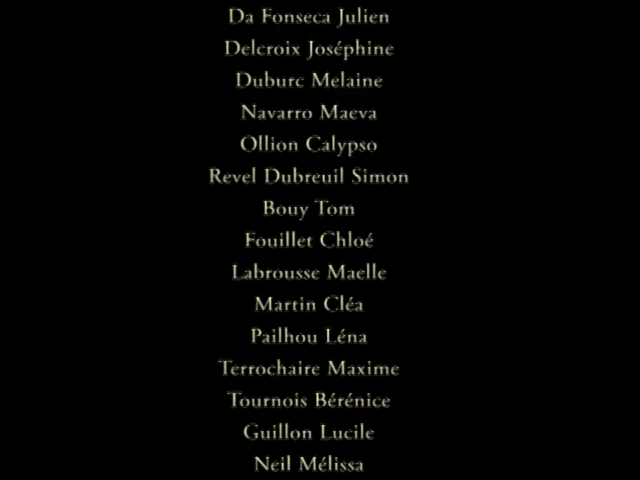 Da Fonseca Julien
Delcroix Joséphine
Duburc Melaine
Navarro Maeva
Ollion Calypso
Revel Dubreuil Simon
Bouy Tom
Fouillet Chloé
Labrousse Maelle
Martin Cléa
Pailhou Léna
Terrochaire Maxime
Tournois Bérénice
Guillon Lucile
Neil Mélissa